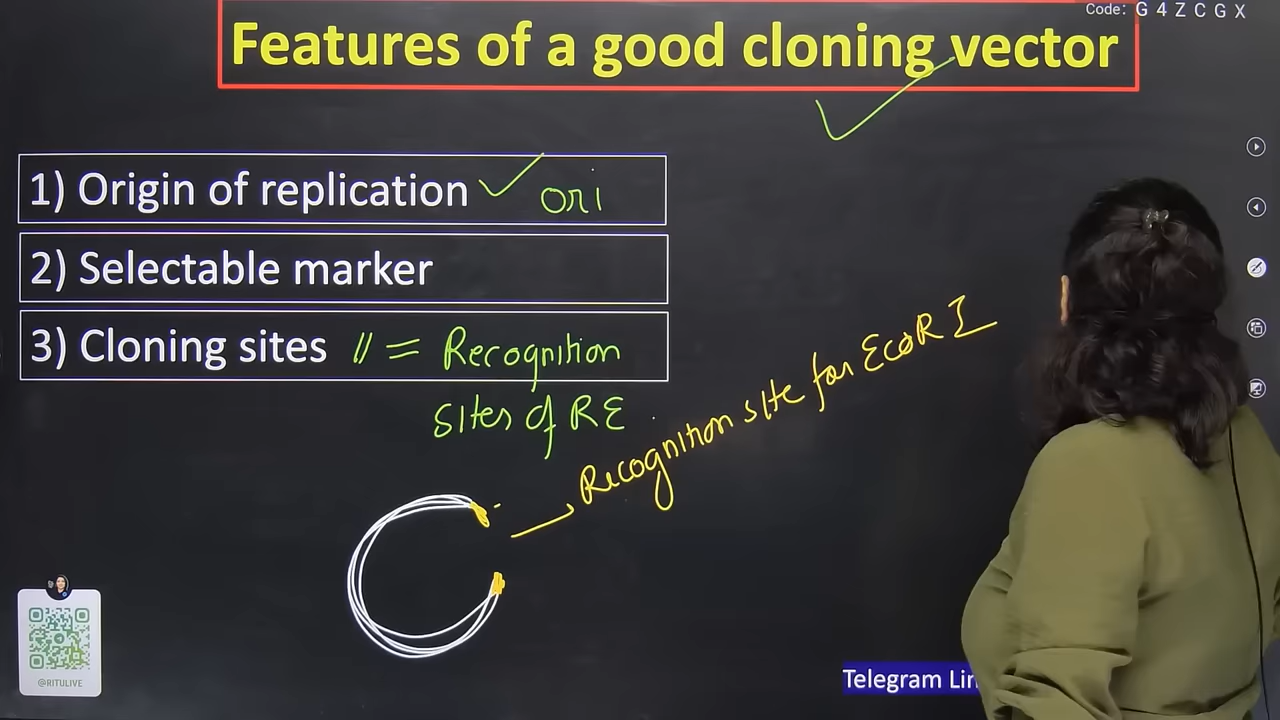 Code: G 4 Z C G X
Features of a good cloning vector
1) Origin of replication ori
2) Selectable marker
3) Cloning sites // = Recognition
sites of RE
Recognition site for EcoR I
@RITULIVE
Telegram Lin